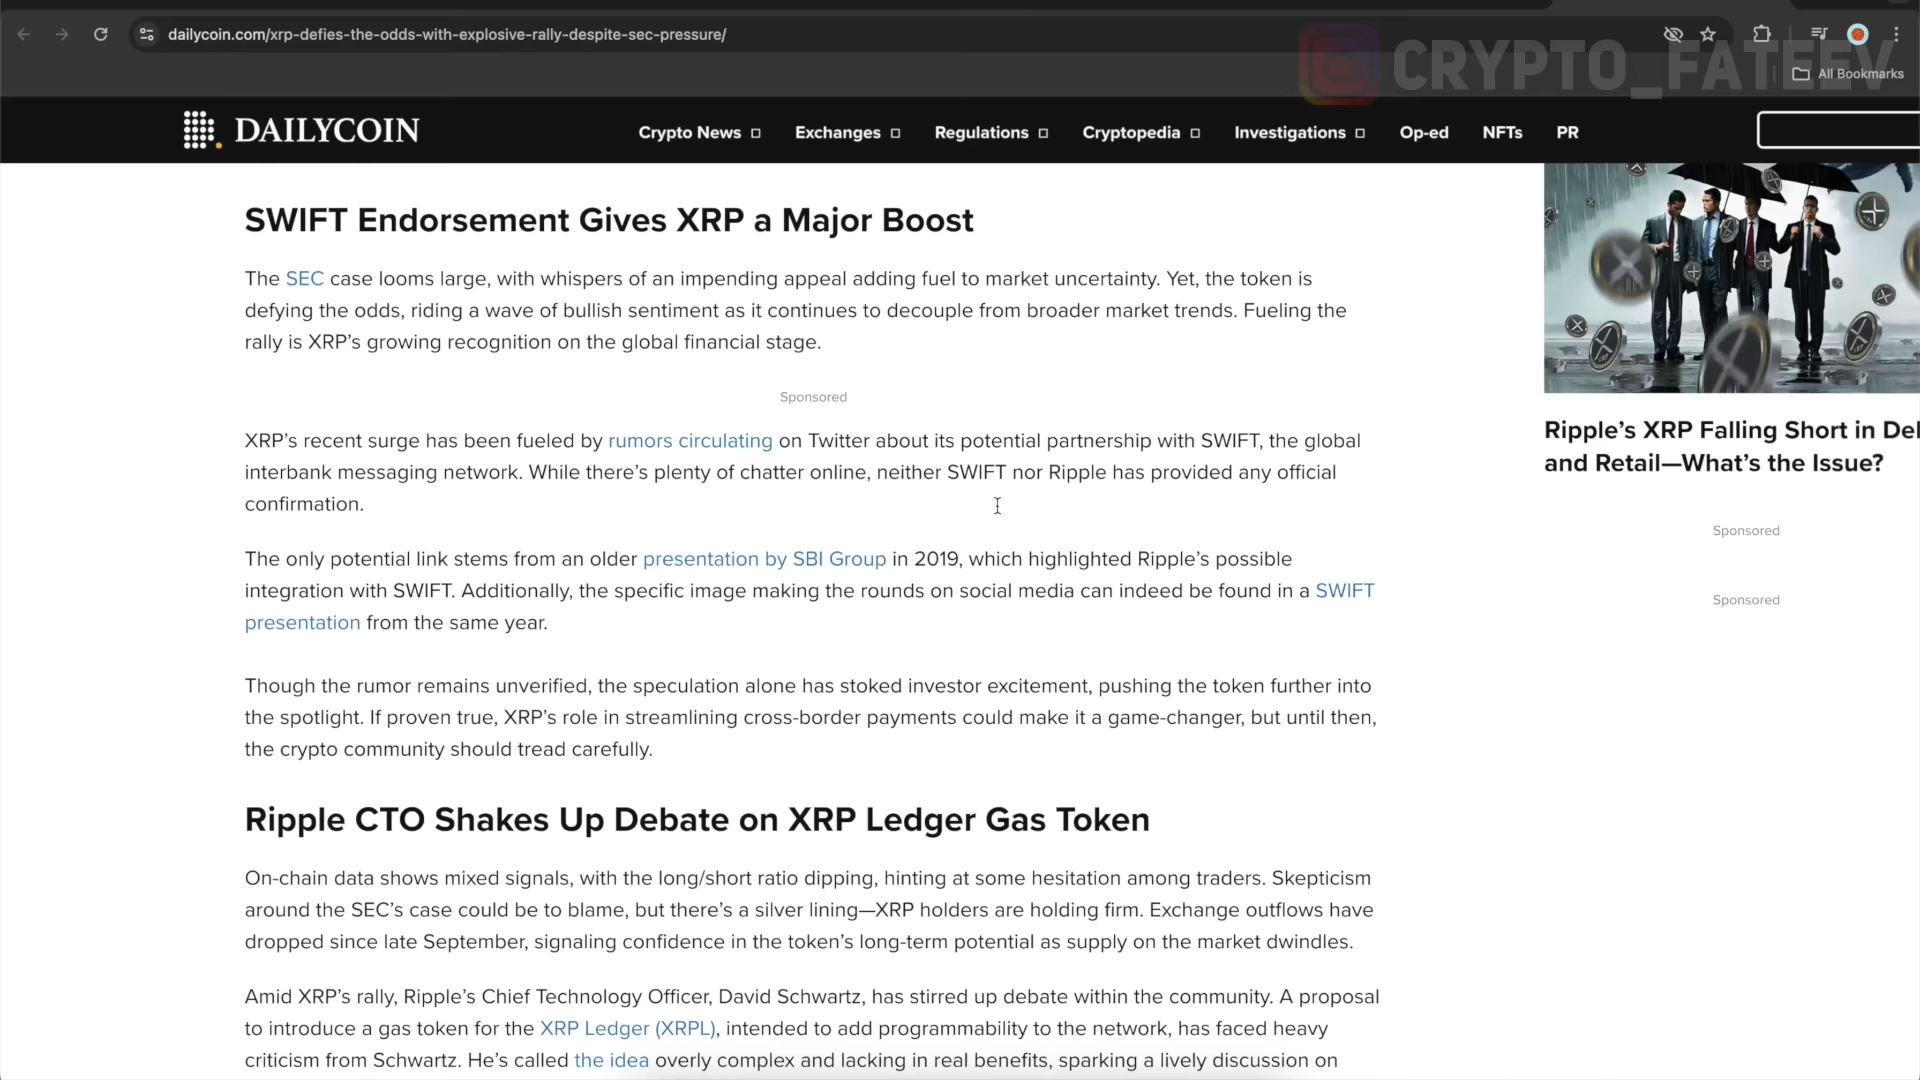 dailycoin.com/xrp-defies-the-odds-with-explosive-rally-despite-sec-pressure/
CRYPTO_FATEEV
All Bookmarks
DAILYCOIN
Crypto News
Exchanges
Regulations
Cryptopedia
Investigations
Op-ed
NFTs
PR
SWIFT Endorsement Gives XRP a Major Boost
The SEC case looms large, with whispers of an impending appeal adding fuel to market uncertainty. Yet, the token is
defying the odds, riding a wave of bullish sentiment as it continues to decouple from broader market trends. Fueling the
rally is XRP’s growing recognition on the global financial stage.
Sponsored
XRP’s recent surge has been fueled by rumors circulating on Twitter about its potential partnership with SWIFT, the global
interbank messaging network. While there’s plenty of chatter online, neither SWIFT nor Ripple has provided any official
confirmation.
The only potential link stems from an older presentation by SBI Group in 2019, which highlighted Ripple’s possible
integration with SWIFT. Additionally, the specific image making the rounds on social media can indeed be found in a SWIFT
presentation from the same year.
Though the rumor remains unverified, the speculation alone has stoked investor excitement, pushing the token further into
the spotlight. If proven true, XRP’s role in streamlining cross-border payments could make it a game-changer, but until then,
the crypto community should tread carefully.
Ripple CTO Shakes Up Debate on XRP Ledger Gas Token
On-chain data shows mixed signals, with the long/short ratio dipping, hinting at some hesitation among traders. Skepticism
around the SEC’s case could be to blame, but there’s a silver lining—XRP holders are holding firm. Exchange outflows have
dropped since late September, signaling confidence in the token’s long-term potential as supply on the market dwindles.
Amid XRP’s rally, Ripple’s Chief Technology Officer, David Schwartz, has stirred up debate within the community. A proposal
to introduce a gas token for the XRP Ledger (XRPL), intended to add programmability to the network, has faced heavy
criticism from Schwartz. He’s called the idea overly complex and lacking in real benefits, sparking a lively discussion on
Ripple’s XRP Falling Short in
and Retail—What’s the Issue?
Sponsored
Sponsored